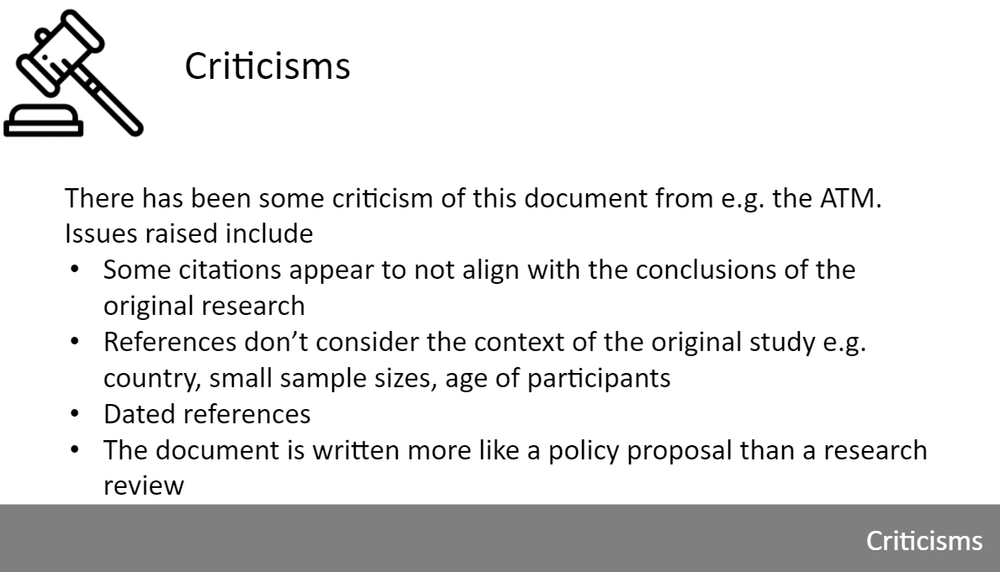 Criticisms
There has been some criticism of this document from e.g. the ATM.
Issues raised include
• Some citations appear to not align with the conclusions of the
original research
• References don’t consider the context of the original study e.g.
country, small sample sizes, age of participants
• Dated references
• The document is written more like a policy proposal than a research
review
Criticisms